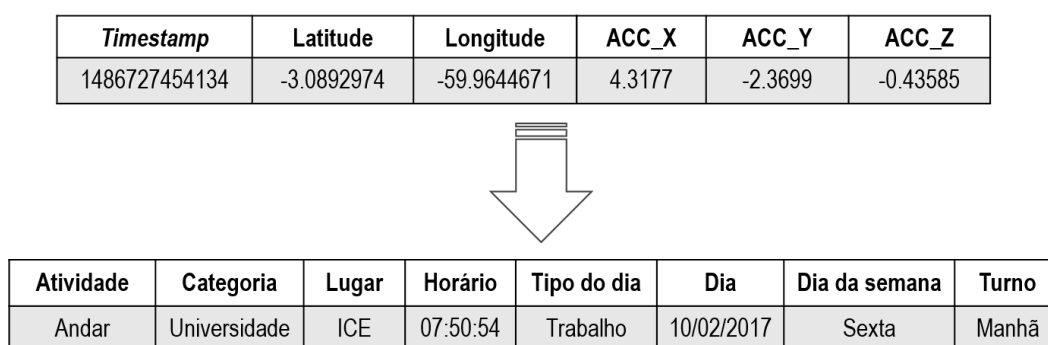 Timestamp Latitude Longitude ACC_X ACC_Y ACC_Z
1486727454134 -3.0892974 -59.9644671 4.3177 -2.3699 -0.43585
Atividade Categoria Lugar Horário Tipo do dia Dia Dia da semana Turno
Andar Universidade ICE 07:50:54 Trabalho 10/02/2017 Sexta Manhã